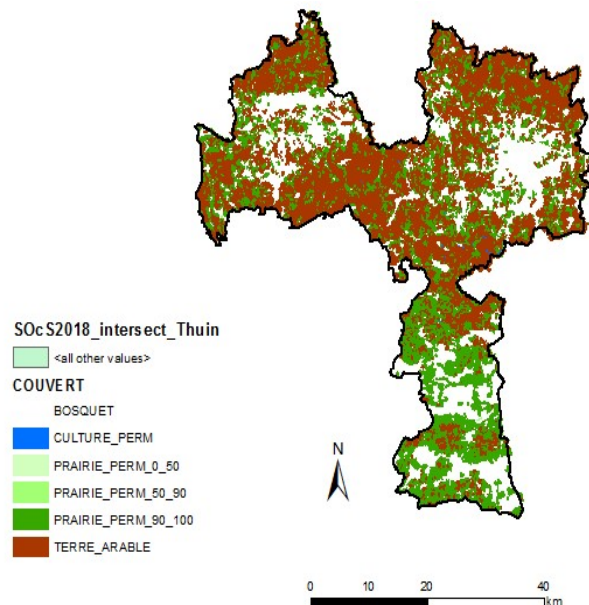 SOcS2018_intersect_Thuin
<all other values>
COUVERT
BOSQUET
CULTURE_PERM
PRAIRIE_PERM_0_50
PRAIRIE_PERM_50_90
PRAIRIE_PERM_90_100
TERRE_ARABLE
N
0 10 20 40
km